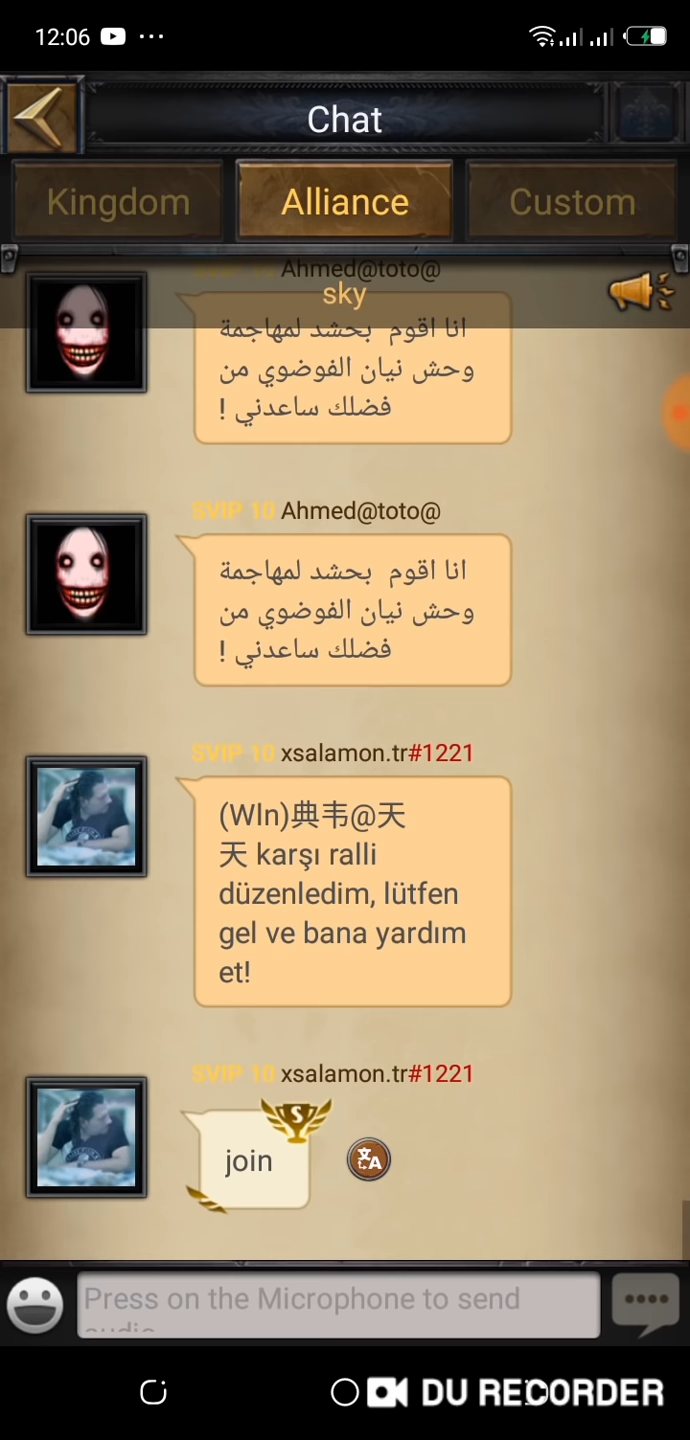 12:06
Chat
Kingdom
Alliance
Custom
Ahmed@toto@
sky
انا اقوم  بحشد لمهاجمة
وحش نيان الفوضوي من
فضلك ساعدني !
SVIP 10 Ahmed@toto@
انا اقوم  بحشد لمهاجمة
وحش نيان الفوضوي من
فضلك ساعدني !
SVIP 10 xsalamon.tr#1221
(WIn)典韦@天
天 karşı ralli
düzenledim, lütfen
gel ve bana yardım
et!
SVIP 10 xsalamon.tr#1221
S
join
Press on the Microphone to send
audio
DU RECORDER